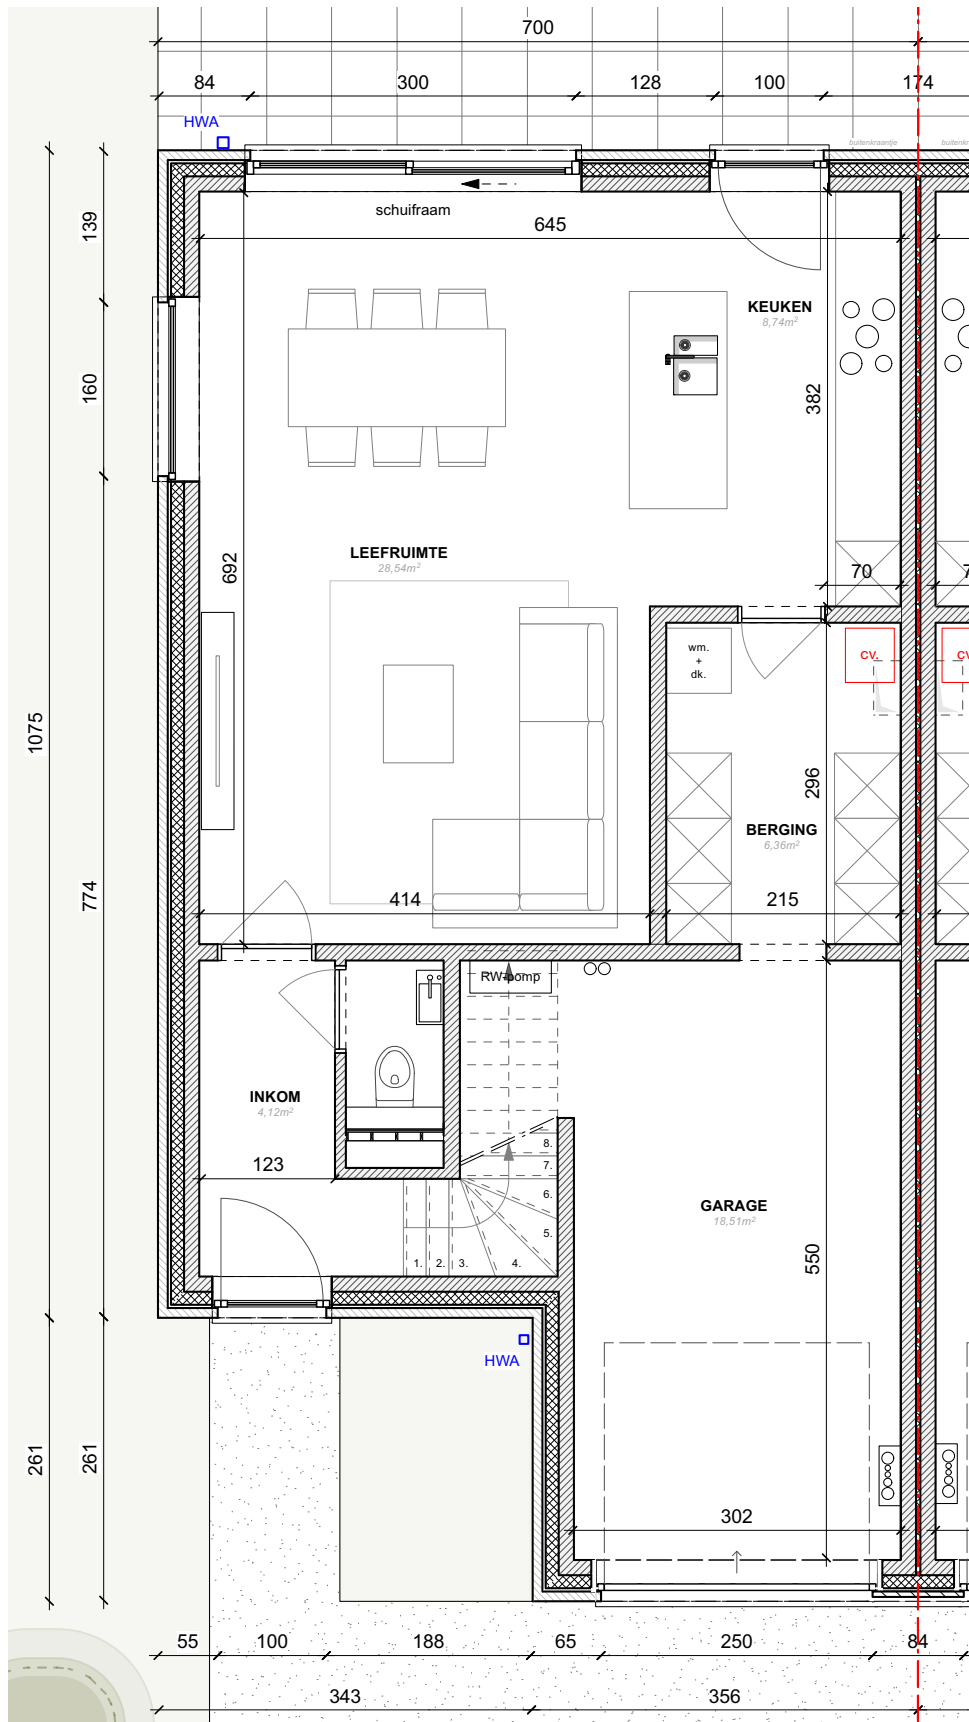 700
84
300
128
100
174
HWA
buitenkraantje
schuifraam
645
139
KEUKEN
8,74m²
160
382
LEEFRUIMTE
28,54m²
692
70
wm.
+
dk.
CV.
CV
1075
296
BERGING
6,36m²
774
414
215
RW-pomp
INKOM
4,12m²
8.
7.
123
6.
GARAGE
18,51m²
5.
550
1.
2.
3.
4.
HWA
261
261
302
55
100
188
65
250
84
343
356